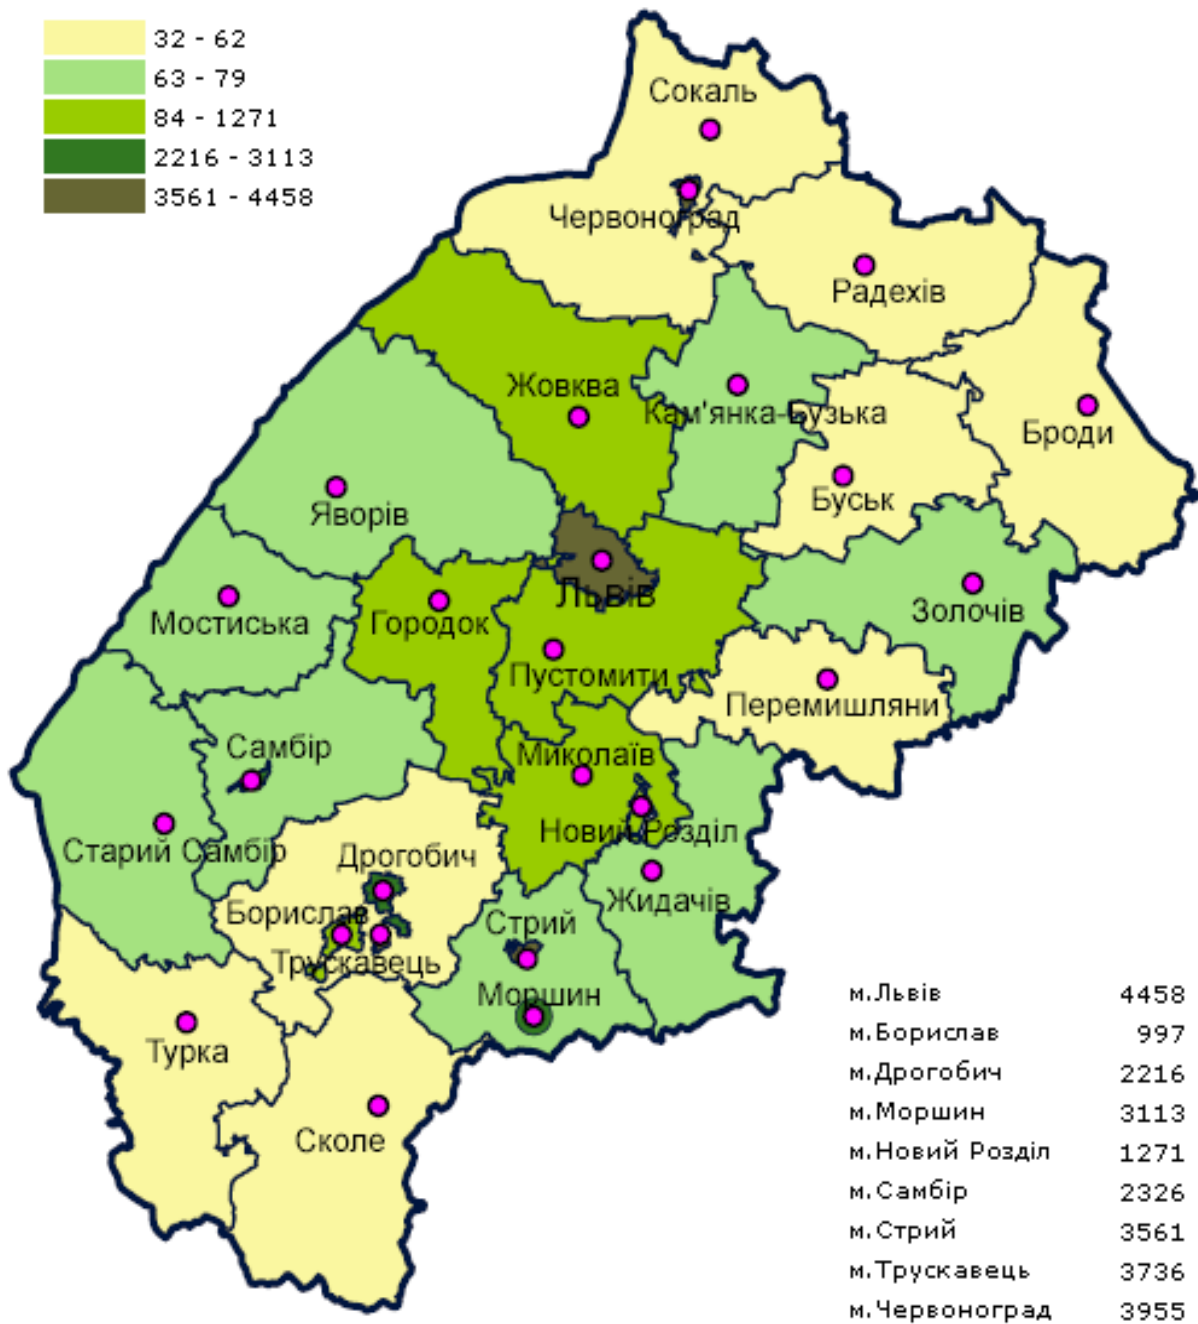 32 - 62
63 - 79
84 - 1271
2216 - 3113
3561 - 4458
Сокаль
Червоноград
Радехів
Жовква
Кам'янка-Бузька
Броди
Буськ
Яворів
Львів
Золочів
Мостиська
Городок
Пустомити
Перемишляни
Самбір
Миколаїв
Новий Розділ
Старий Самбір
Дрогобич
Жидачів
Борислав
Стрий
Трускавець
Моршин
Турка
Сколе
м.Львів 4458
м.Борислав 997
м.Дрогобич 2216
м.Моршин 3113
м.Новий Розділ 1271
м.Самбір 2326
м.Стрий 3561
м.Трускавець 3736
м.Червоноград 3955